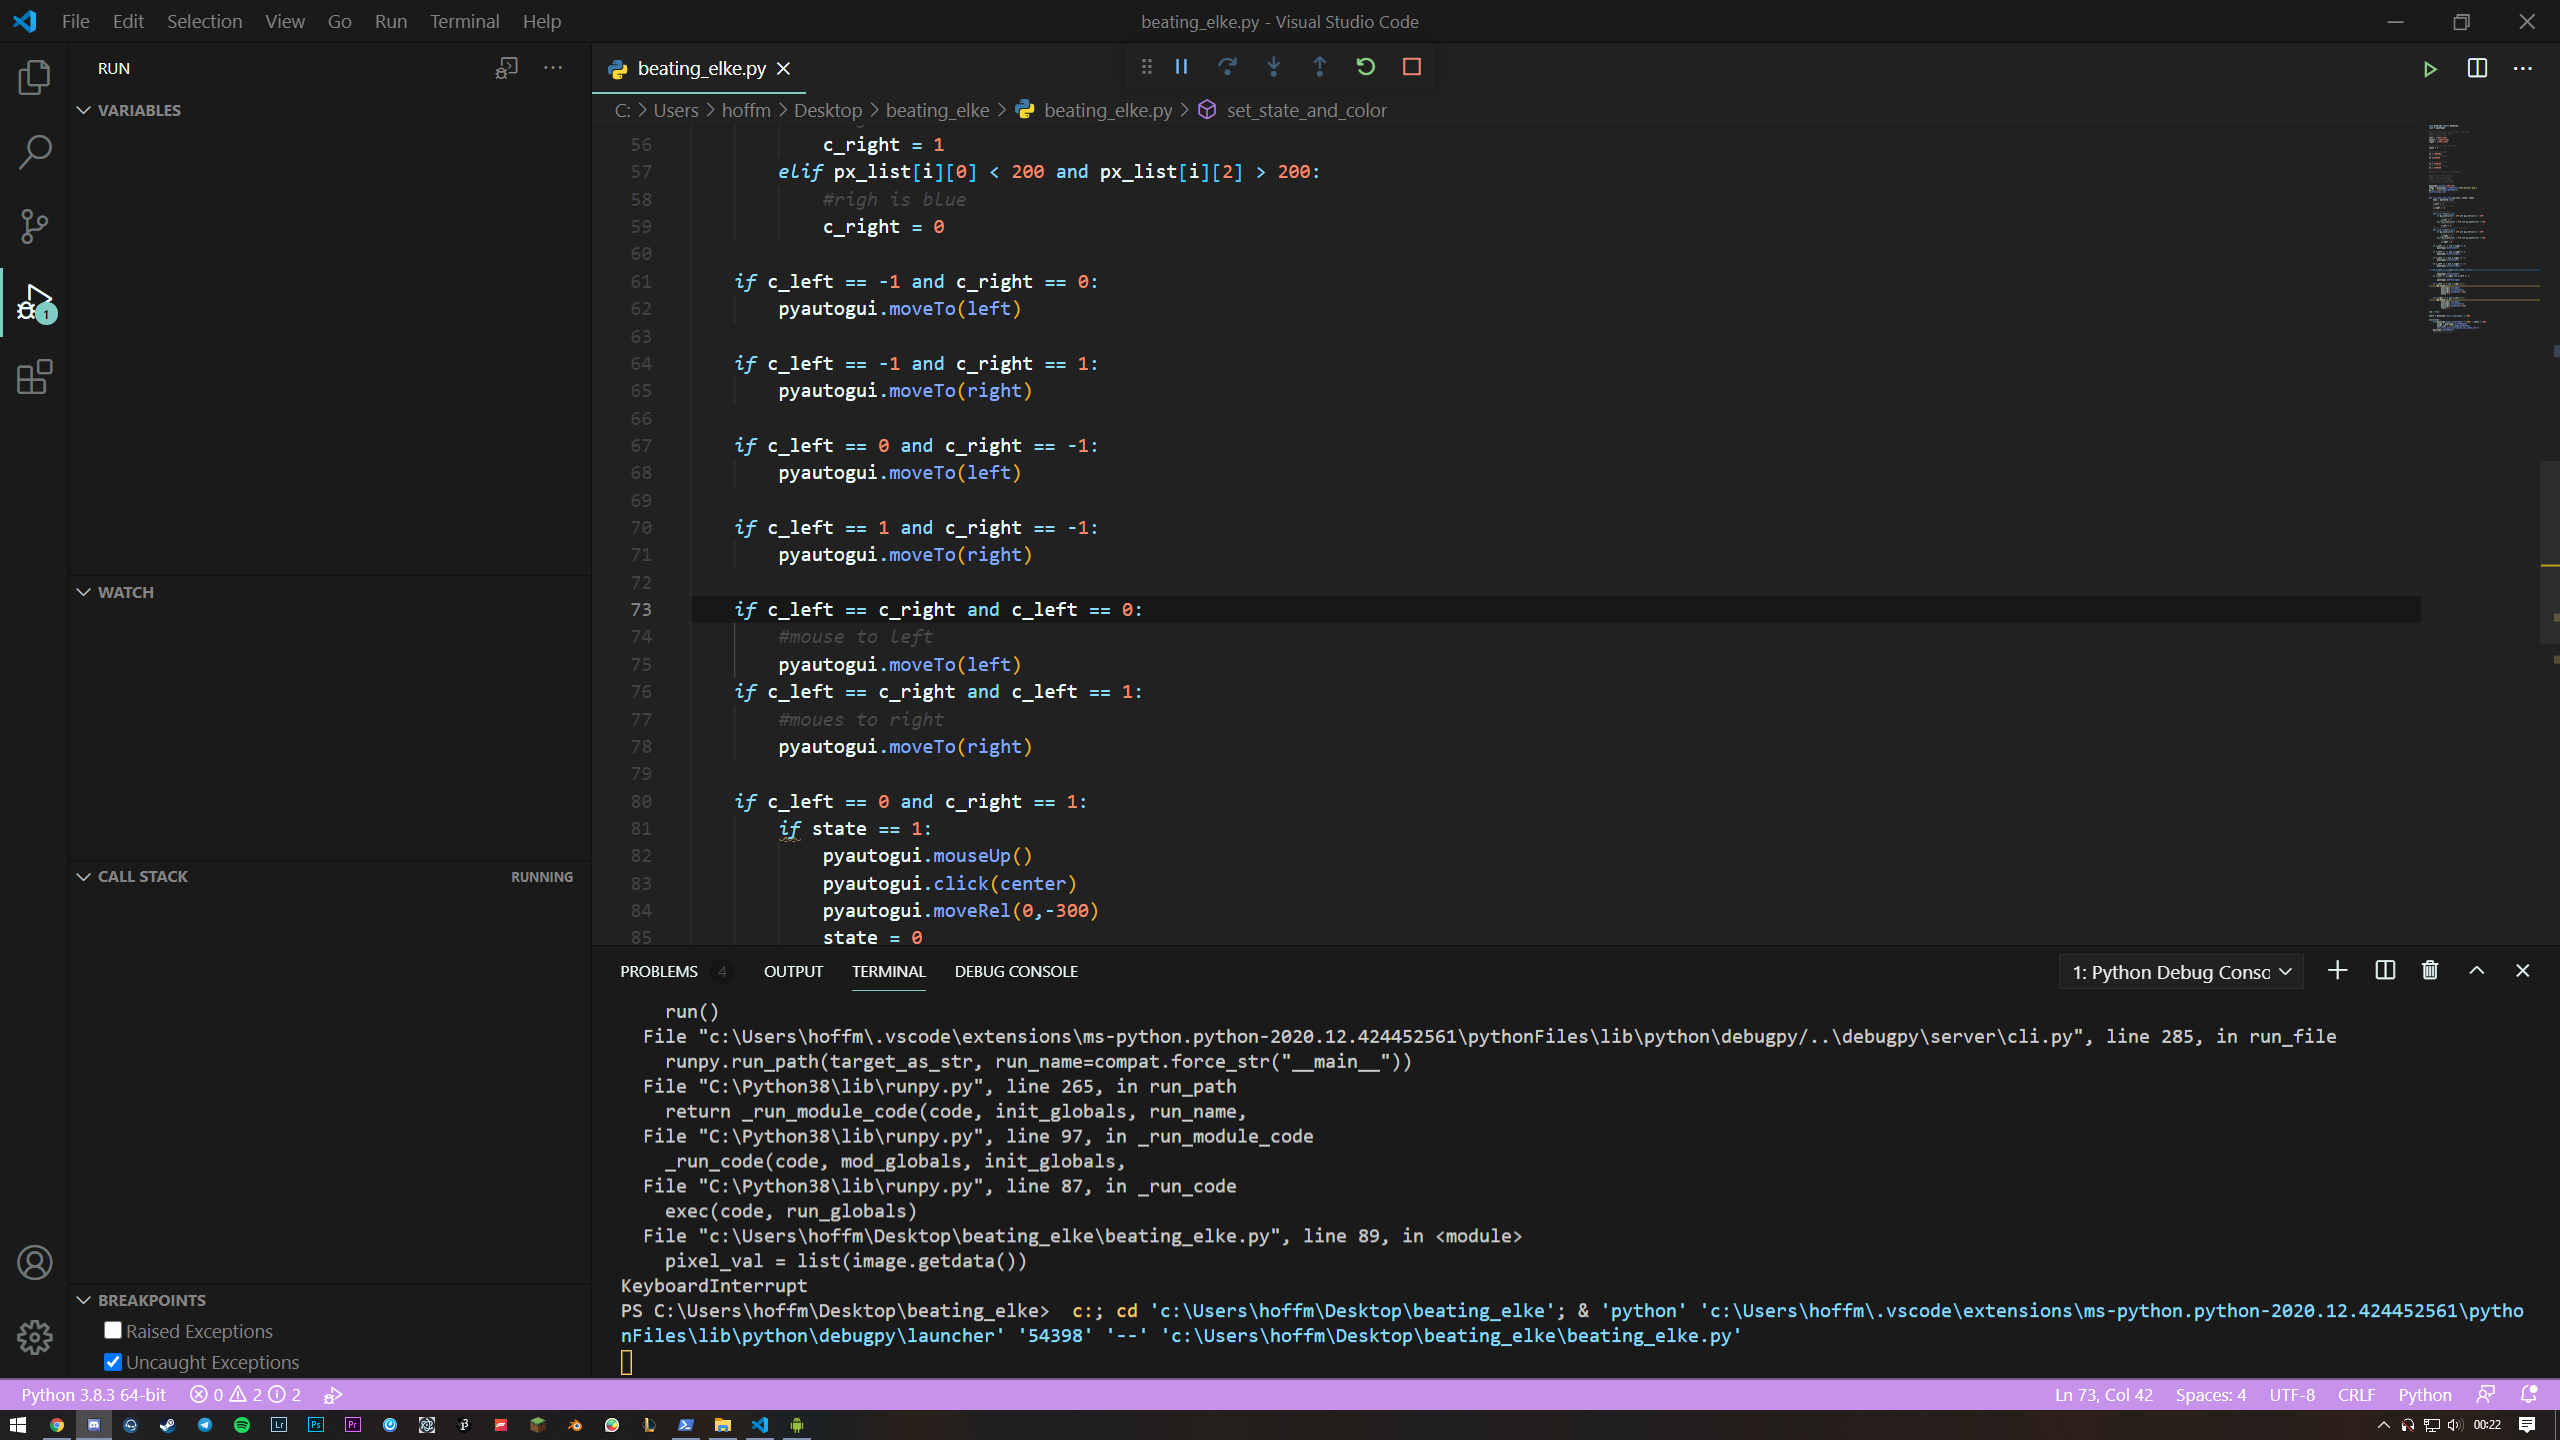 File Edit Selection View Go Run Terminal Help
beating_elke.py - Visual Studio Code
RUN
beating_elke.py
C: > Users > hoffm > Desktop > beating_elke > beating_elke.py > set_state_and_color
VARIABLES
56 c_right = 1
57 elif px_list[i][0] < 200 and px_list[i][2] > 200:
58 #righ is blue
59 c_right = 0
60
61 if c_left == -1 and c_right == 0:
62 pyautogui.moveTo(left)
63
64 if c_left == -1 and c_right == 1:
65 pyautogui.moveTo(right)
66
67 if c_left == 0 and c_right == -1:
68 pyautogui.moveTo(left)
69
70 if c_left == 1 and c_right == -1:
71 pyautogui.moveTo(right)
72
73 if c_left == c_right and c_left == 0:
74 #mouse to left
75 pyautogui.moveTo(left)
76 if c_left == c_right and c_left == 1:
77 #moues to right
78 pyautogui.moveTo(right)
79
80 if c_left == 0 and c_right == 1:
81 if state == 1:
82 pyautogui.mouseUp()
83 pyautogui.click(center)
84 pyautogui.moveRel(0,-300)
85 state = 0
1
WATCH
CALL STACK RUNNING
BREAKPOINTS
Raised Exceptions
Uncaught Exceptions
PROBLEMS 4 OUTPUT TERMINAL DEBUG CONSOLE
1: Python Debug Consc
run()
File "c:\Users\hoffm\.vscode\extensions\ms-python.python-2020.12.424452561\pythonFiles\lib\python\debugpy/..\debugpy\server\cli.py", line 285, in run_file
runpy.run_path(target_as_str, run_name=compat.force_str("__main__"))
File "C:\Python38\lib\runpy.py", line 265, in run_path
return _run_module_code(code, init_globals, run_name,
File "C:\Python38\lib\runpy.py", line 97, in _run_module_code
_run_code(code, mod_globals, init_globals,
File "C:\Python38\lib\runpy.py", line 87, in _run_code
exec(code, run_globals)
File "c:\Users\hoffm\Desktop\beating_elke\beating_elke.py", line 89, in <module>
pixel_val = list(image.getdata())
KeyboardInterrupt
PS C:\Users\hoffm\Desktop\beating_elke>  c:; cd 'c:\Users\hoffm\Desktop\beating_elke'; & 'python' 'c:\Users\hoffm\.vscode\extensions\ms-python.python-2020.12.424452561\pytho
nFiles\lib\python\debugpy\launcher' '54398' '--' 'c:\Users\hoffm\Desktop\beating_elke\beating_elke.py'
Python 3.8.3 64-bit 0 2 2
Ln 73, Col 42 Spaces: 4 UTF-8 CRLF Python
Lr Ps Pr
00:22